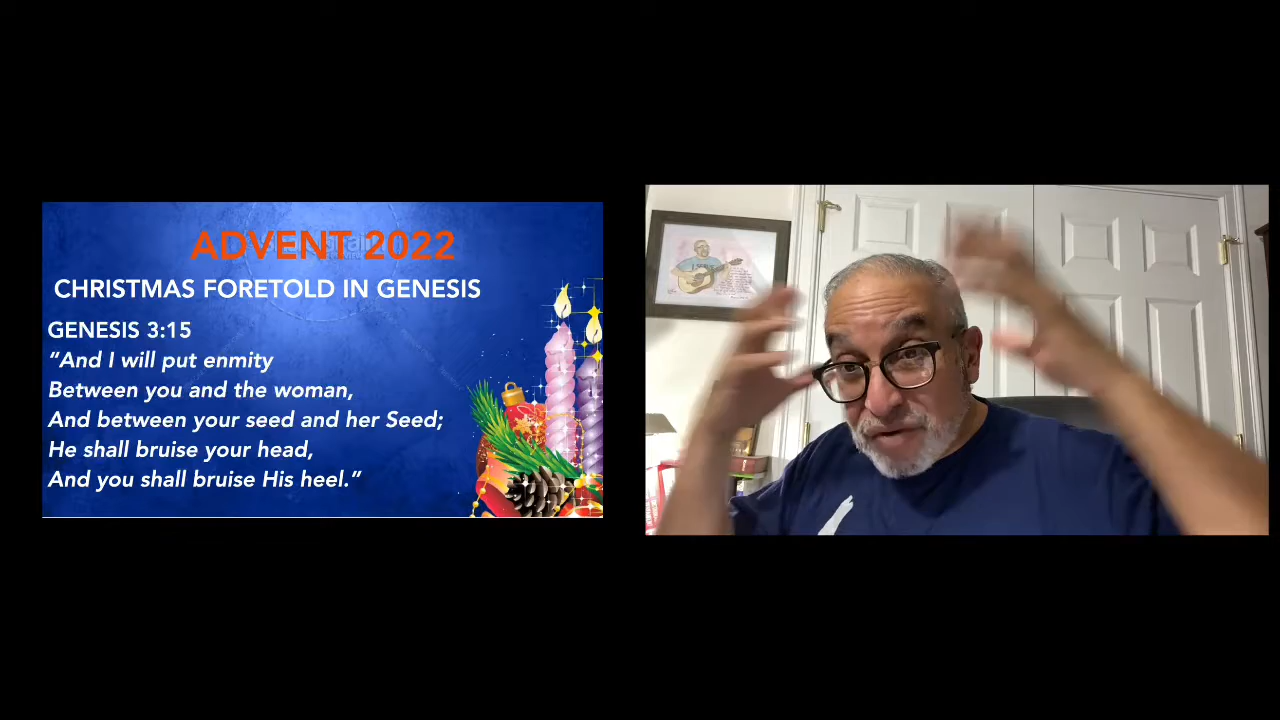 ADVENT 2022
CHRISTMAS FORETOLD IN GENESIS
GENESIS 3:15
“And I will put enmity
Between you and the woman,
And between your seed and her Seed;
He shall bruise your head,
And you shall bruise His heel.”